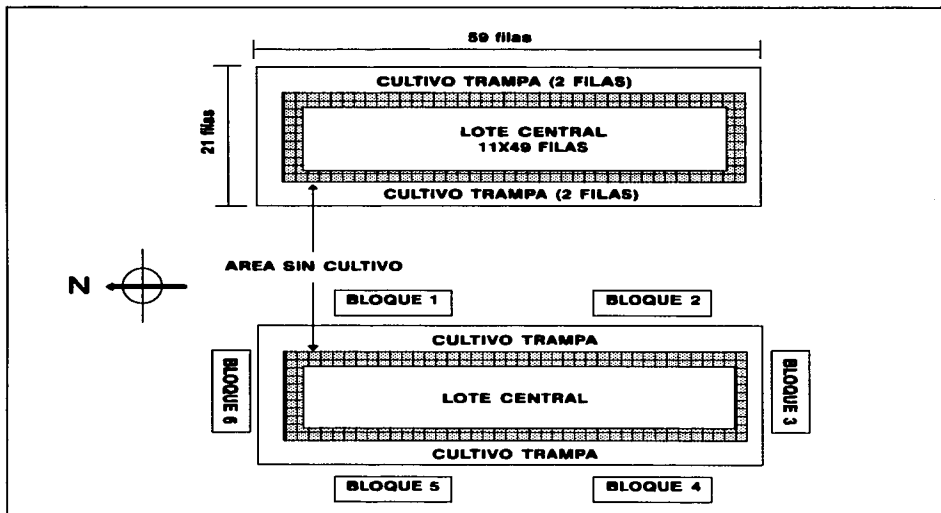 59 filas
21 filas
CULTIVO TRAMPA (2 FILAS)
LOTE CENTRAL
11X49 FILAS
CULTIVO TRAMPA (2 FILAS)
AREA SIN CULTIVO
N
BLOQUE 1
BLOQUE 2
CULTIVO TRAMPA
BLOQUE 6
LOTE CENTRAL
BLOQUE 3
CULTIVO TRAMPA
BLOQUE 5
BLOQUE 4